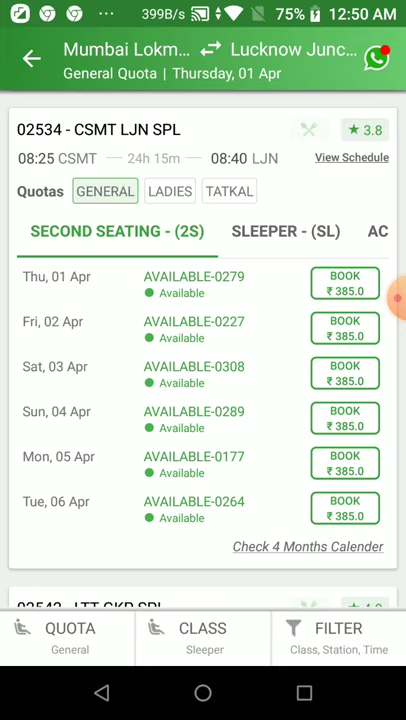 399B/s 75% 12:50 AM
Mumbai Lokm... Lucknow Junc...
General Quota | Thursday, 01 Apr
02534 - CSMT LJN SPL ★ 3.8
08:25 CSMT — 24h 15m — 08:40 LJN View Schedule
Quotas GENERAL LADIES TATKAL
SECOND SEATING - (2S) SLEEPER - (SL) AC
Thu, 01 Apr AVAILABLE-0279 BOOK
Available ₹ 385.0
Fri, 02 Apr AVAILABLE-0227 BOOK
Available ₹ 385.0
Sat, 03 Apr AVAILABLE-0308 BOOK
Available ₹ 385.0
Sun, 04 Apr AVAILABLE-0289 BOOK
Available ₹ 385.0
Mon, 05 Apr AVAILABLE-0177 BOOK
Available ₹ 385.0
Tue, 06 Apr AVAILABLE-0264 BOOK
Available ₹ 385.0
Check 4 Months Calender
QUOTA CLASS FILTER
General Sleeper Class, Station, Time